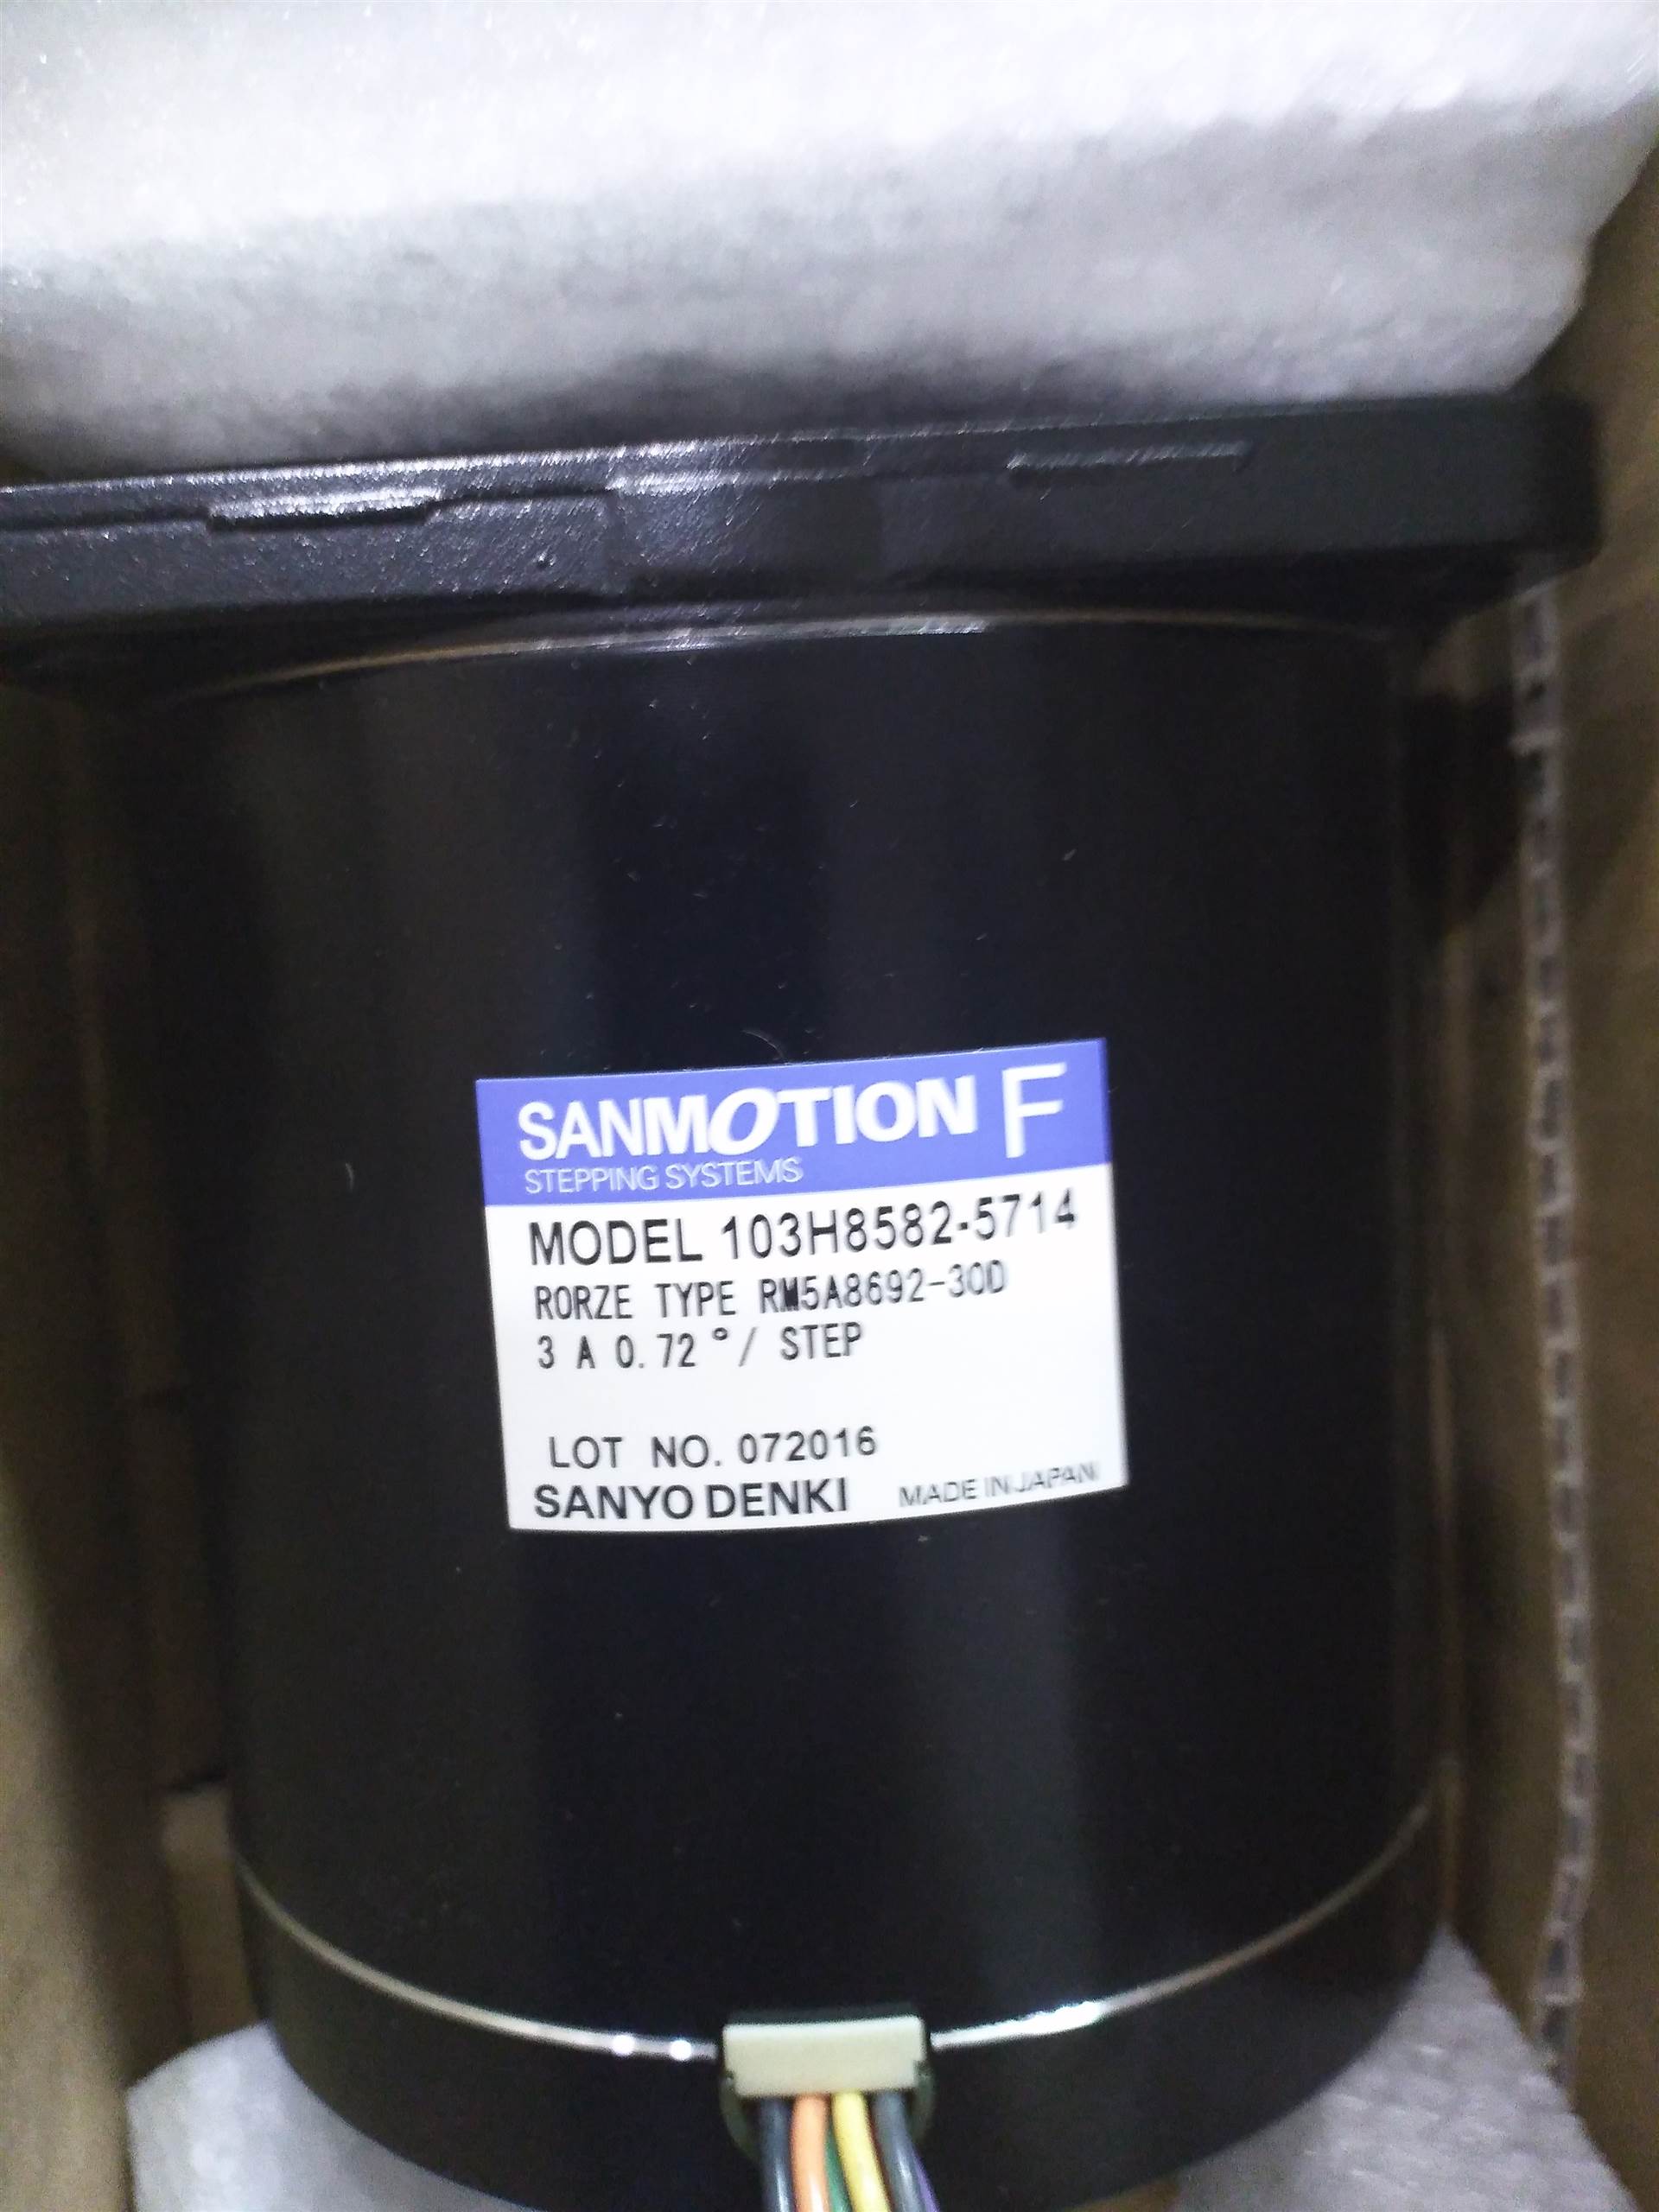 SANMOTION F
STEPPING SYSTEMS
MODEL 103H8582-5714
RORZE TYPE RM5A8692-30D
3 A 0.72 °/ STEP
LOT NO. 072016
SANYO DENKI MADE IN JAPAN